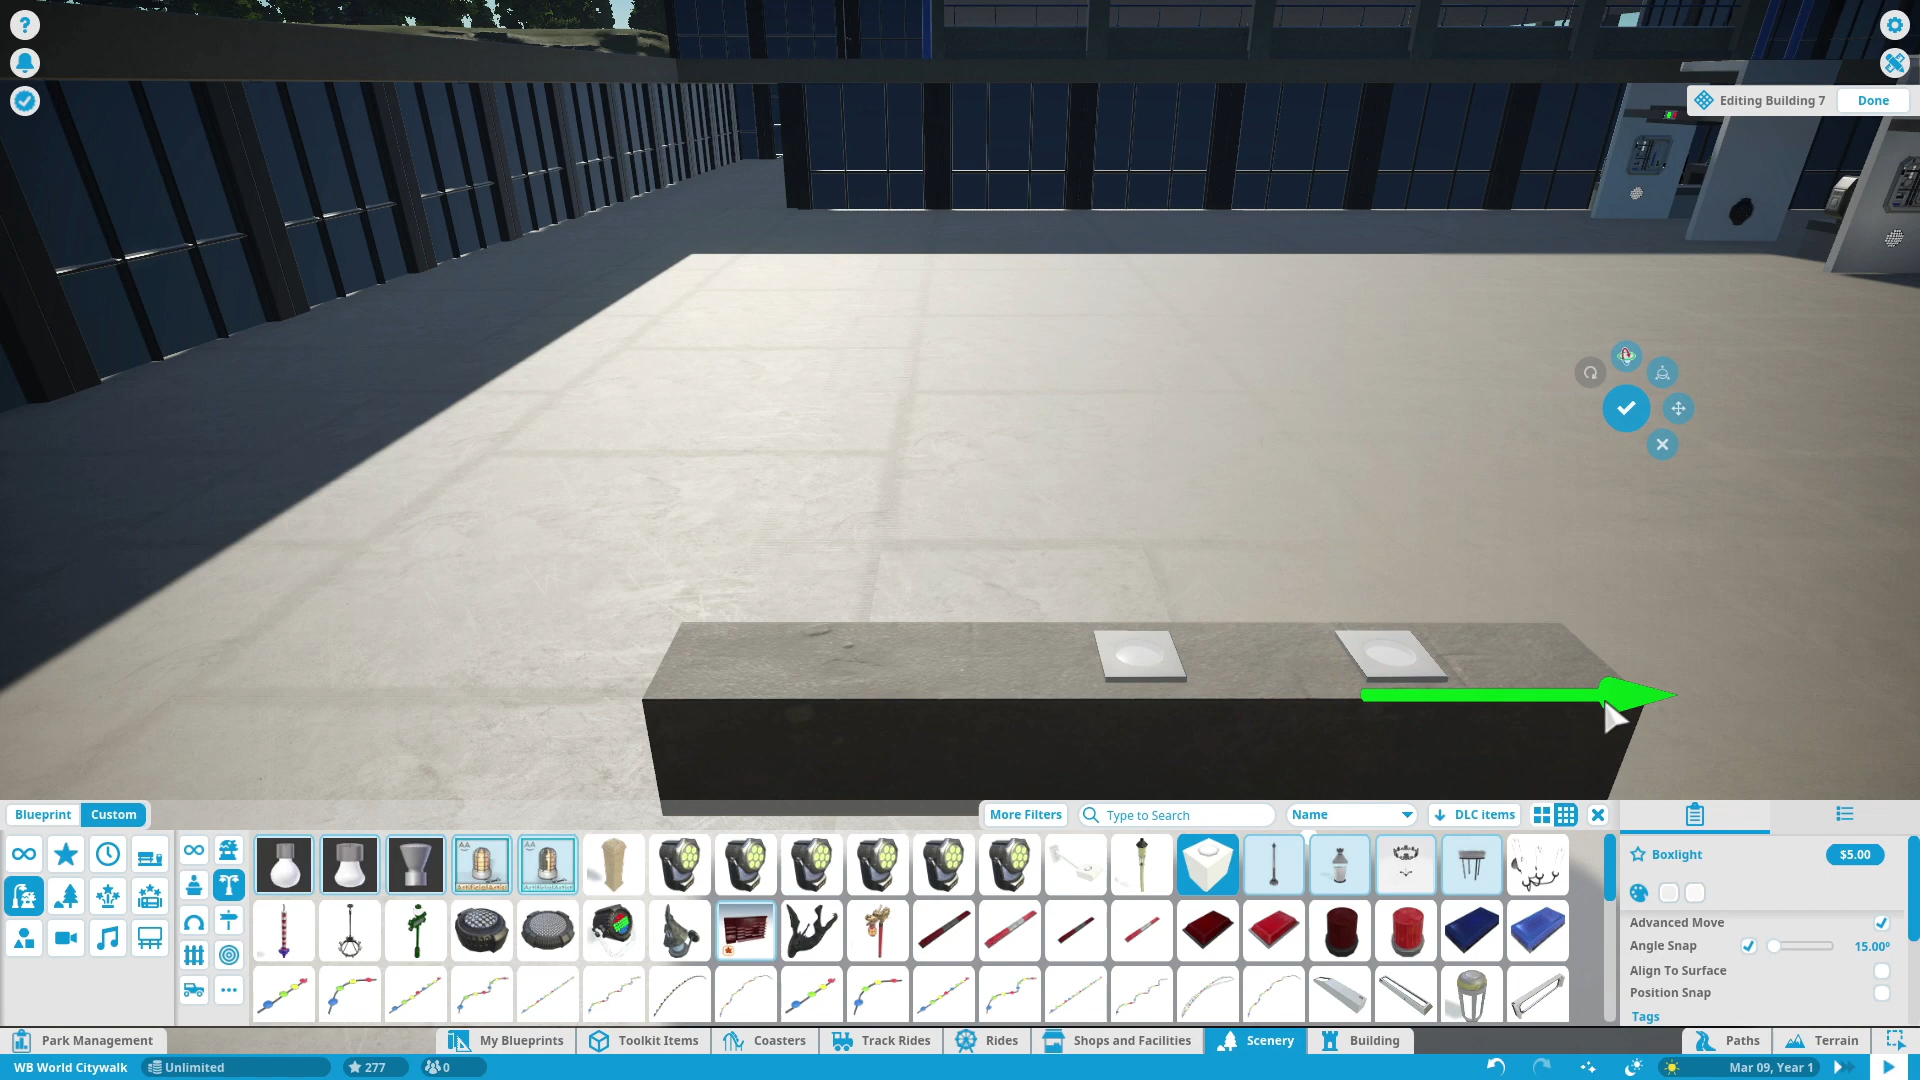 ?
Editing Building 7
Done
Blueprint
Custom
More Filters
Type to Search
Name
DLC items
Boxlight
$5.00
Advanced Move
Angle Snap
15.00°
Align To Surface
Position Snap
Tags
Park Management
My Blueprints
Toolkit Items
Coasters
Track Rides
Rides
Shops and Facilities
Scenery
Building
Paths
Terrain
WB World Citywalk
Unlimited
277
0
Mar 09, Year 1